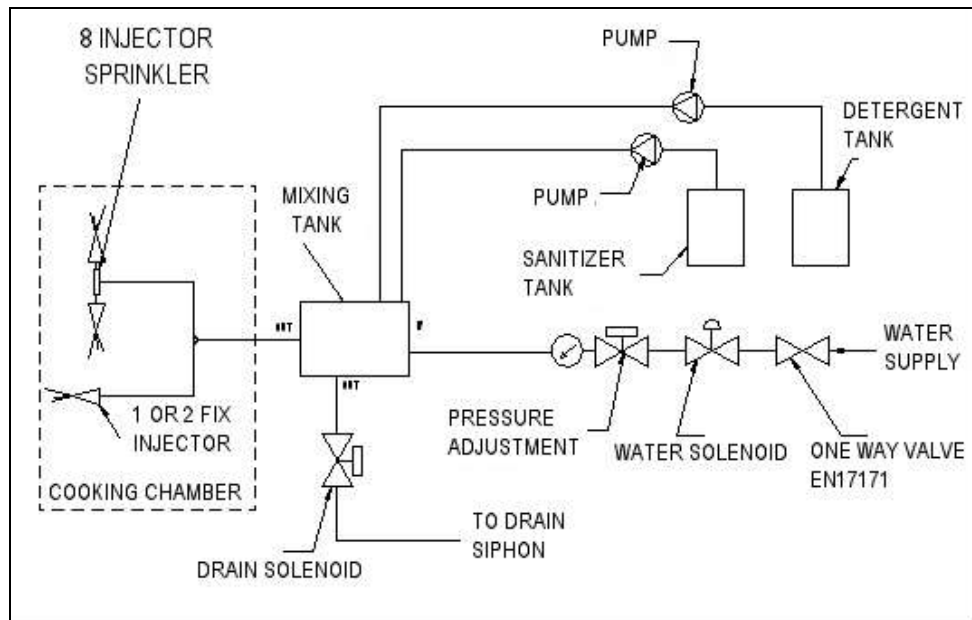 8 INJECTOR
SPRINKLER
PUMP
DETERGENT
TANK
MIXING
TANK
PUMP
SANITIZER
TANK
OUT
OUT
WATER
SUPPLY
1 OR 2 FIX
INJECTOR
PRESSURE
ADJUSTMENT
WATER SOLENOID
ONE WAY VALVE
EN17171
COOKING CHAMBER
TO DRAIN
SIPHON
DRAIN SOLENOID